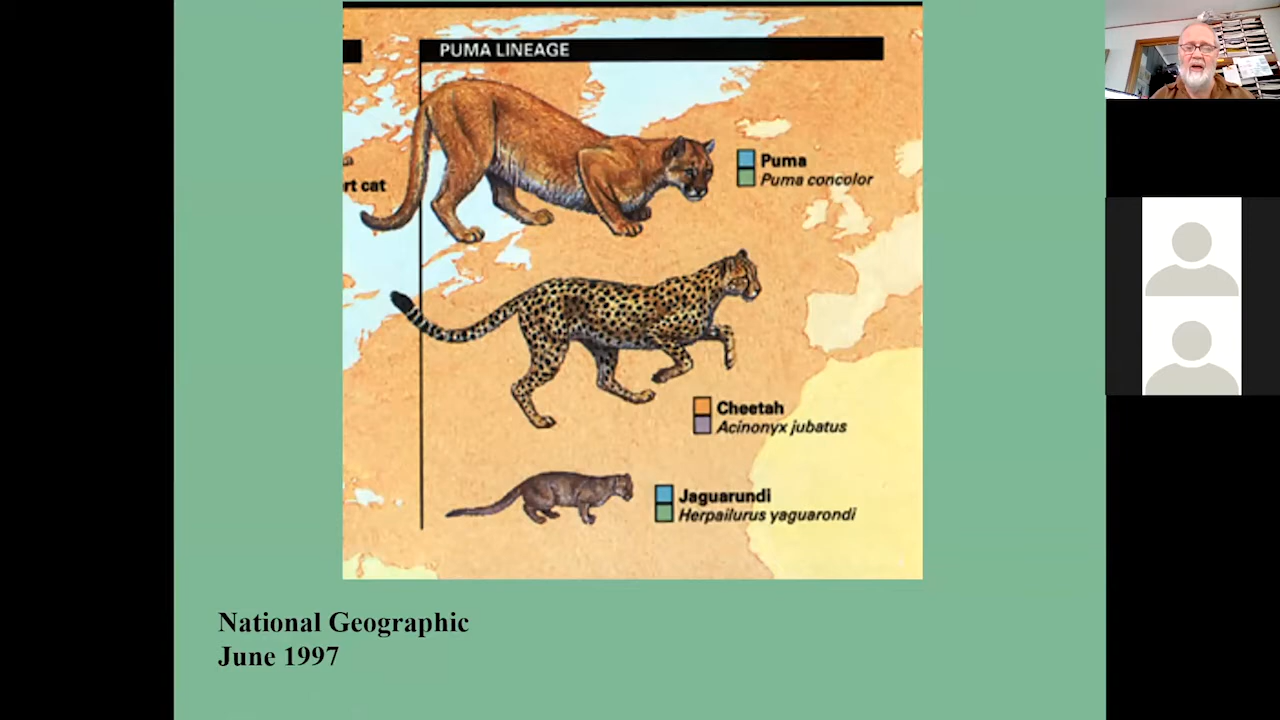 PUMA LINEAGE
Puma
Puma concolor
rt cat
Cheetah
Acinonyx jubatus
Jaguarundi
Herpailurus yaguarondi
National Geographic
June 1997